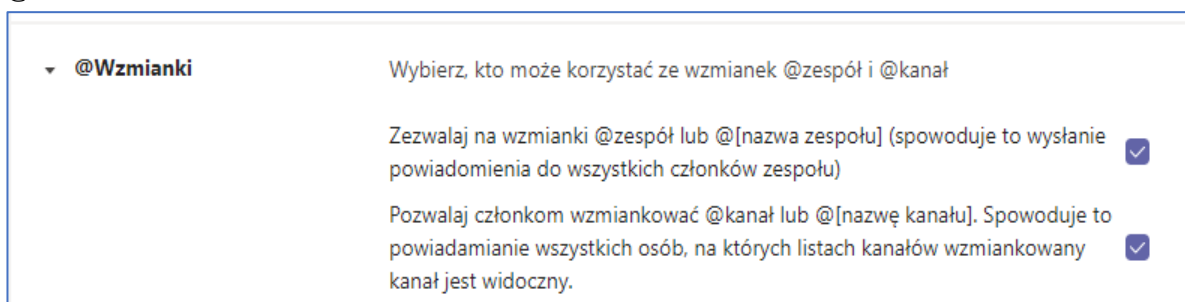 @Wzmianki
Wybierz, kto może korzystać ze wzmianek @zespół i @kanał
Zezwalaj na wzmianki @zespół lub @[nazwa zespołu] (spowoduje to wysłanie
powiadomienia do wszystkich członków zespołu)
Pozwalaj członkom wzmiankować @kanał lub @[nazwę kanału]. Spowoduje to
powiadamianie wszystkich osób, na których listach kanałów wzmiankowany
kanał jest widoczny.